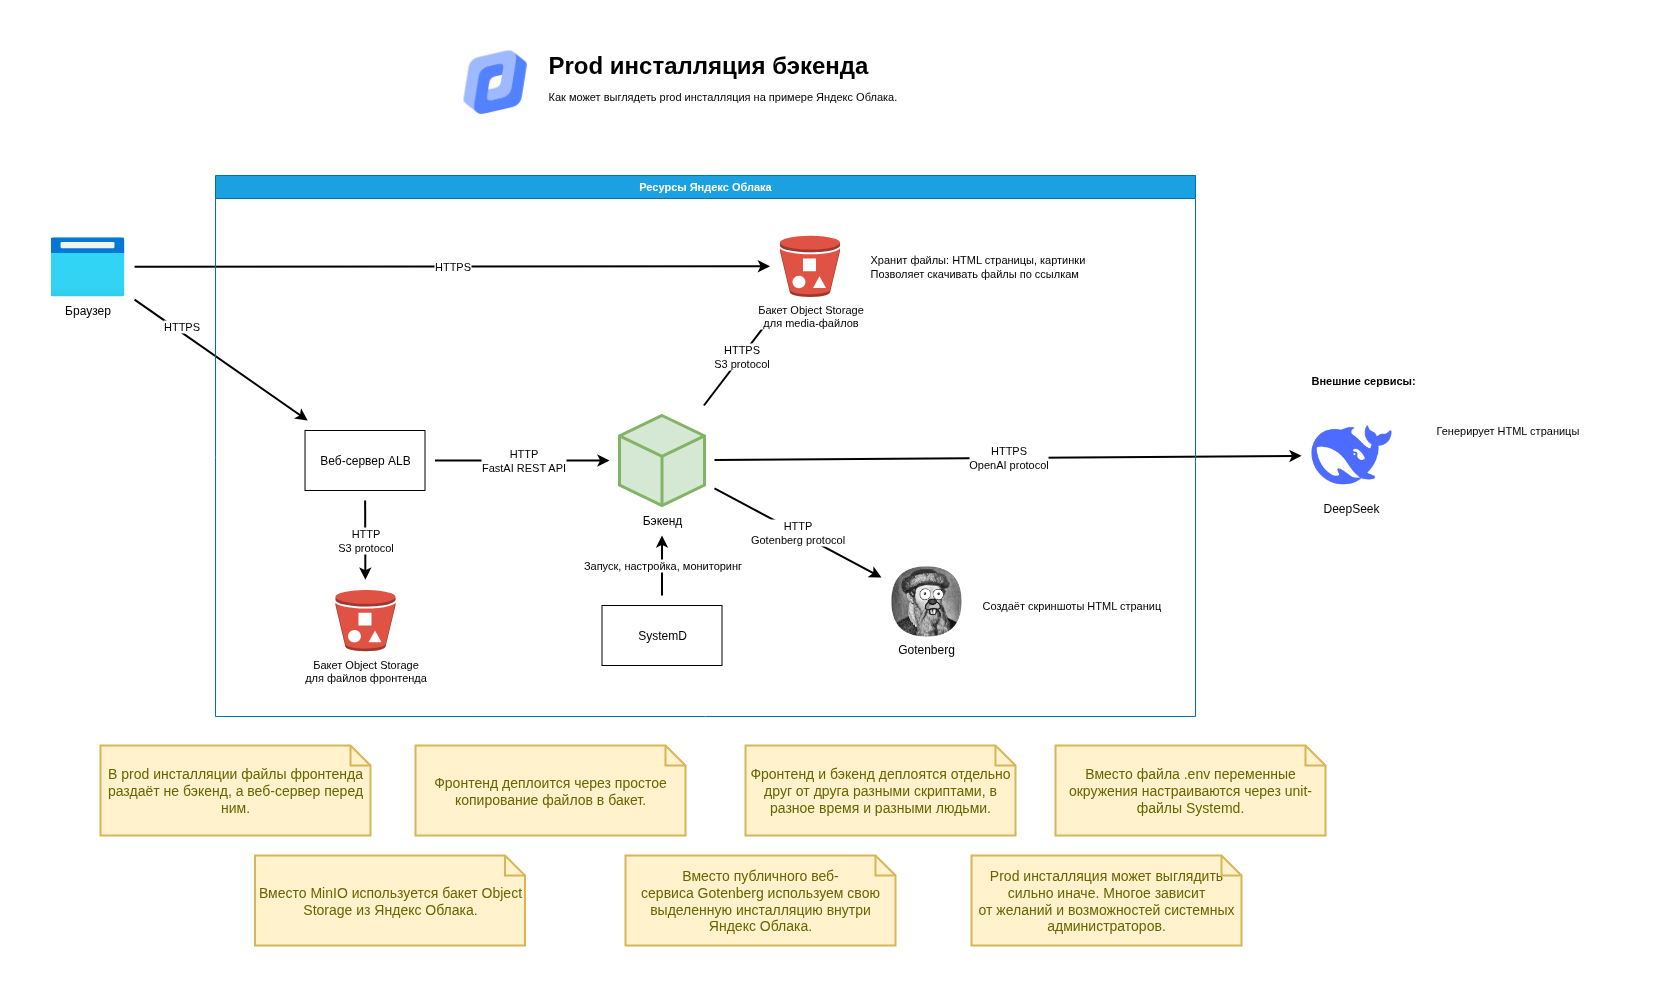 Prod инсталляция бэкенда
Как может выглядеть prod инсталляция на примере Яндекс Облака.
Ресурсы Яндекс Облака
Браузер
HTTPS
HTTPS
Бакет Object Storage
для media-файлов
Хранит файлы: HTML страницы, картинки
Позволяет скачивать файлы по ссылкам
HTTPS
S3 protocol
Веб-сервер ALB
HTTP
FastAI REST API
Бэкенд
HTTPS
OpenAI protocol
Внешние сервисы:
DeepSeek
Генерирует HTML страницы
HTTP
S3 protocol
Бакет Object Storage
для файлов фронтенда
Запуск, настройка, мониторинг
SystemD
HTTP
Gotenberg protocol
Gotenberg
Создаёт скриншоты HTML страниц
В prod инсталляции файлы фронтенда
раздаёт не бэкенд, а веб-сервер перед
ним.
Фронтенд деплоится через простое
копирование файлов в бакет.
Фронтенд и бэкенд деплоятся отдельно
друг от друга разными скриптами, в
разное время и разными людьми.
Вместо файла .env переменные
окружения настраиваются через unit-
файлы Systemd.
Вместо MinIO используется бакет Object
Storage из Яндекс Облака.
Вместо публичного веб-
сервиса Gotenberg используем свою
выделенную инсталляцию внутри
Яндекс Облака.
Prod инсталляция может выглядить
сильно иначе. Многое зависит
от желаний и возможностей системных
администраторов.